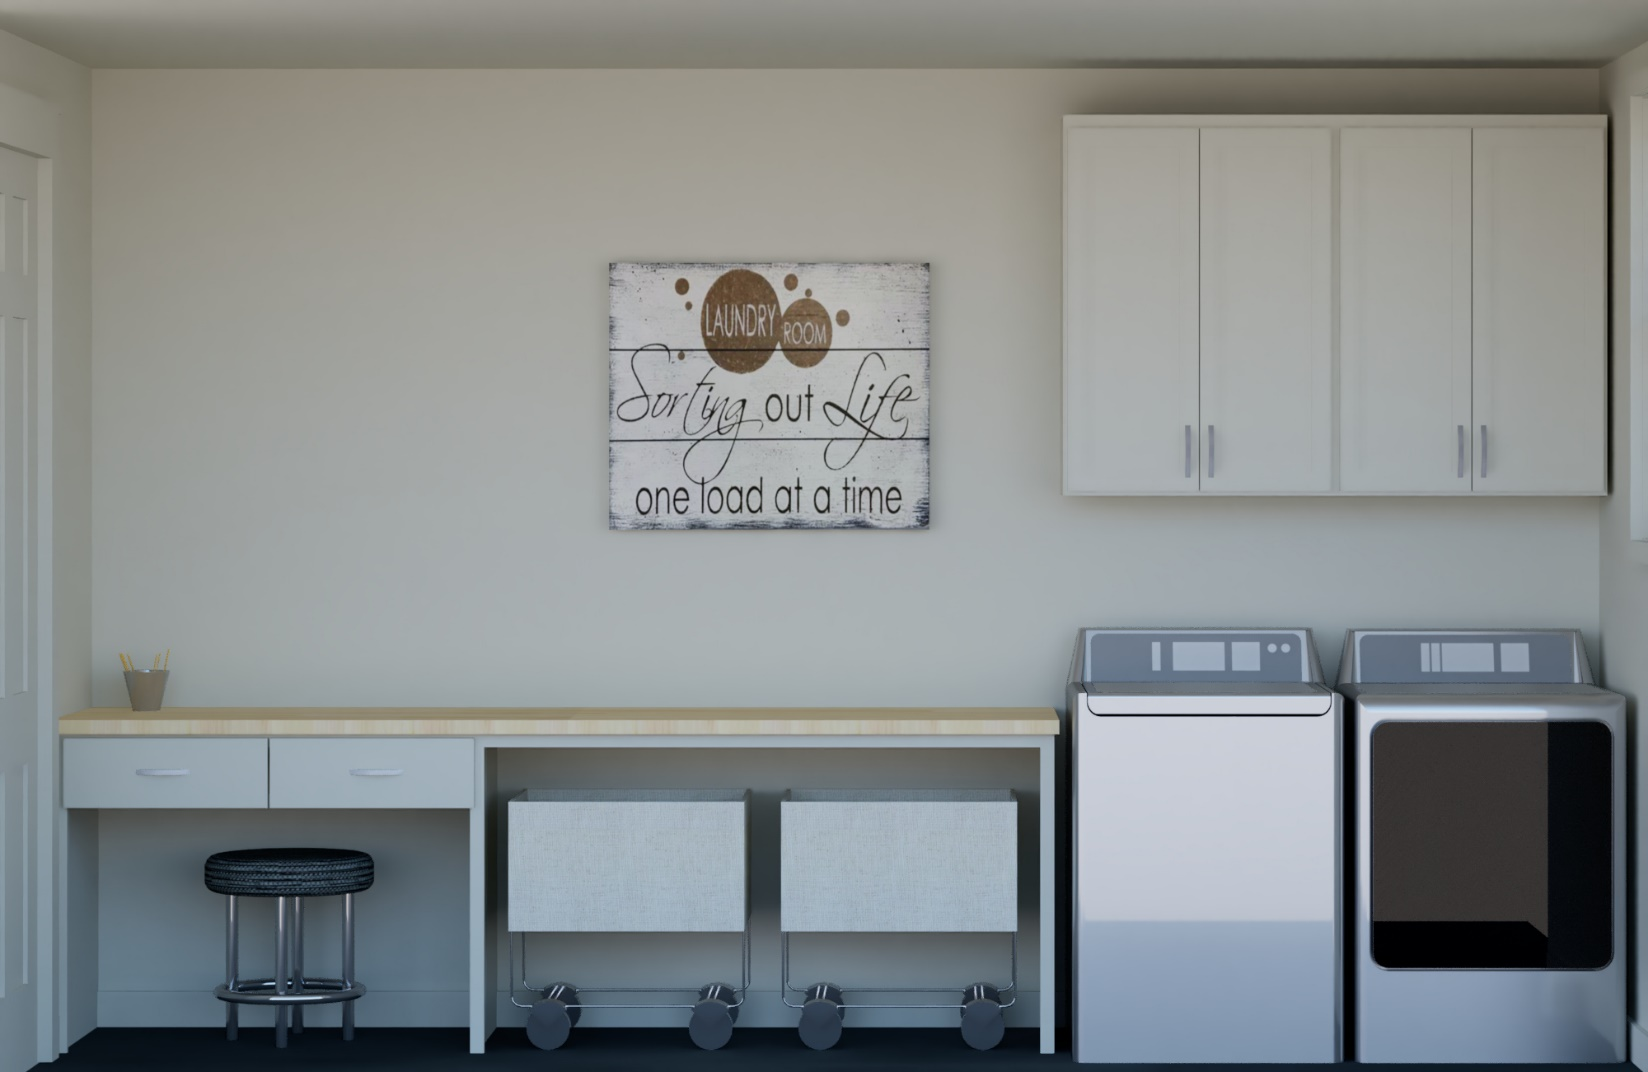 LAUNDRY ROOM
Sorting out Life
one load at a time